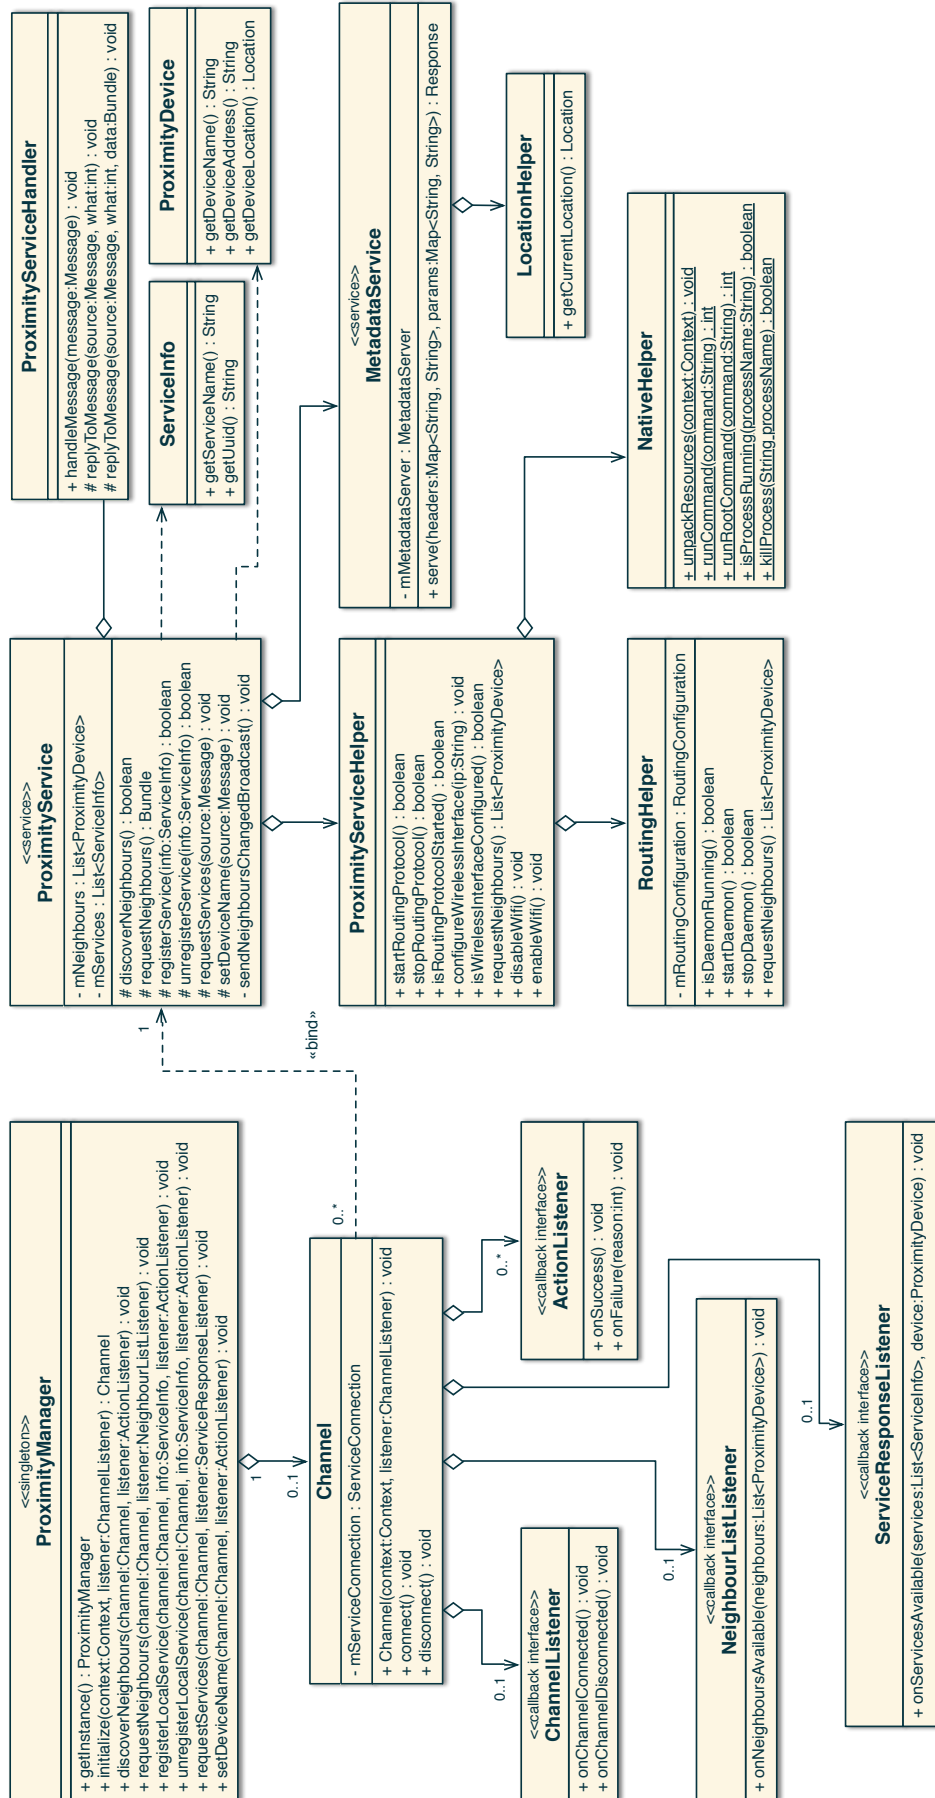 <<singleton>>
ProximityManager
+ getInstance() : ProximityManager
+ initialize(context:Context, listener:ChannelListener) : Channel
+ discoverNeighbours(channel:Channel, listener:ActionListener) : void
+ requestNeighbours(channel:Channel, listener:NeighbourListListener) : void
+ registerLocalService(channel:Channel, info:ServiceInfo, listener:ActionListener) : void
+ unregisterLocalService(channel:Channel, info:ServiceInfo, listener:ActionListener) : void
+ requestServices(channel:Channel, listener:ServiceResponseListener) : void
+ setDeviceName(channel:Channel, listener:ActionListener) : void
1
0..1
Channel
- mServiceConnection : ServiceConnection
+ Channel(context:Context, listener:ChannelListener) : void
+ connect() : void
+ disconnect() : void
0..*
1
«bind»
0..1
<<callback interface>>
ChannelListener
+ onChannelConnected() : void
+ onChannelDisconnected() : void
0..*
<<callback interface>>
ActionListener
+ onSuccess() : void
+ onFailure(reason:int) : void
0..1
<<callback interface>>
NeighbourListListener
+ onNeighboursAvailable(neighbours:List<ProximityDevice>) : void
0..1
<<callback interface>>
ServiceResponseListener
+ onServicesAvailable(services:List<ServiceInfo>, device:ProximityDevice) : void
<<service>>
ProximityService
- mNeighbours : List<ProximityDevice>
- mServices : List<ServiceInfo>
# discoverNeighbours() : boolean
# requestNeighbours() : Bundle
# registerService(info:ServiceInfo) : boolean
# unregisterService(info:ServiceInfo) : boolean
# requestServices(source:Message) : void
# setDeviceName(source:Message) : void
- sendNeighboursChangedBroadcast() : void
ProximityServiceHelper
+ startRoutingProtocol() : boolean
+ stopRoutingProtocol() : boolean
+ isRoutingProtocolStarted() : boolean
+ configureWirelessInterface(ip:String) : void
+ isWirelessInterfaceConfigured() : boolean
+ requestNeighbours() : List<ProximityDevice>
+ disableWifi() : void
+ enableWifi() : void
RoutingHelper
- mRoutingConfiguration : RoutingConfiguration
+ isDaemonRunning() : boolean
+ startDaemon() : boolean
+ stopDaemon() : boolean
+ requestNeighbours() : List<ProximityDevice>
ProximityServiceHandler
+ handleMessage(message:Message) : void
# replyToMessage(source:Message, what:int) : void
# replyToMessage(source:Message, what:int, data:Bundle) : void
ServiceInfo
+ getServiceName() : String
+ getUuid() : String
ProximityDevice
+ getDeviceName() : String
+ getDeviceAddress() : String
+ getDeviceLocation() : Location
<<service>>
MetadataService
- mMetadataServer : MetadataServer
+ serve(headers:Map<String, String>, params:Map<String, String>) : Response
LocationHelper
+ getCurrentLocation() : Location
NativeHelper
+ unpackResources(context:Context) : void
+ runCommand(command:String) : int
+ runRootCommand(command:String) : int
+ isProcessRunning(processName:String) : boolean
+ killProcess(String processName) : boolean